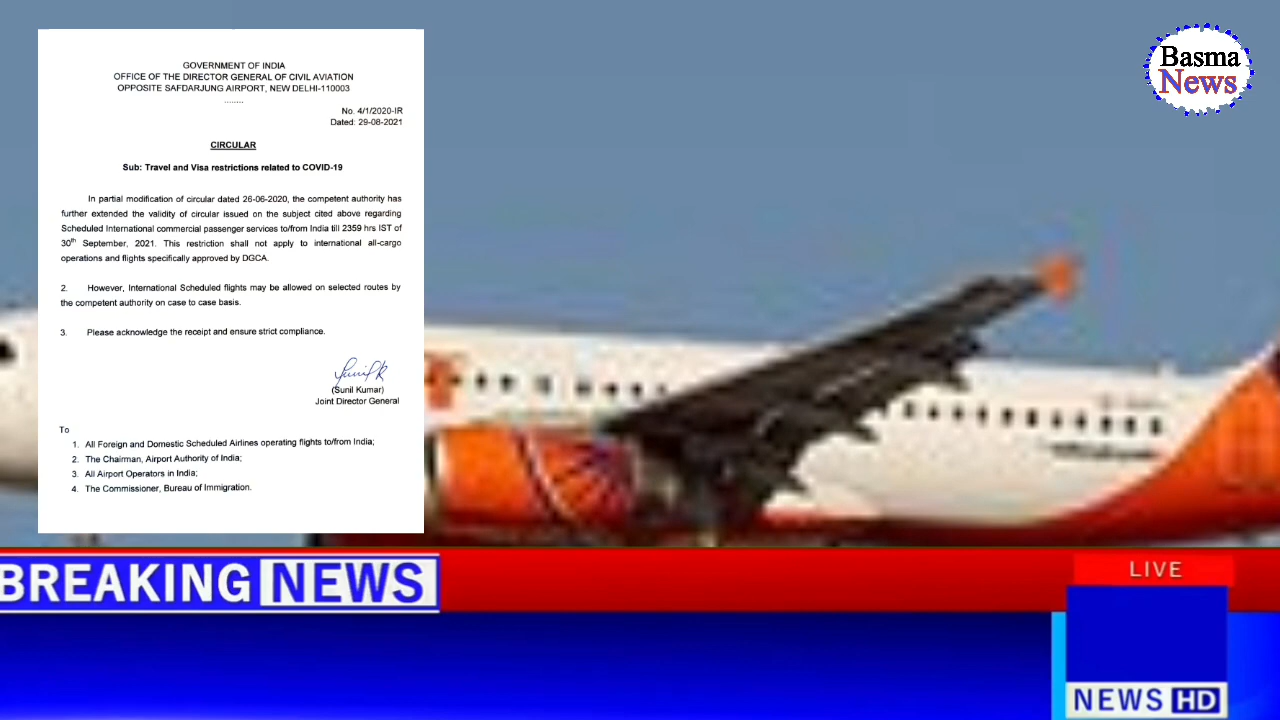 GOVERNMENT OF INDIA
OFFICE OF THE DIRECTOR GENERAL OF CIVIL AVIATION
OPPOSITE SAFDARJUNG AIRPORT, NEW DELHI-110003
........
No. 4/1/2020-IR
Dated: 29-08-2021
CIRCULAR
Sub: Travel and Visa restrictions related to COVID-19
In partial modification of circular dated 26-06-2020, the competent authority has
further extended the validity of circular issued on the subject cited above regarding
Scheduled International commercial passenger services to/from India till 2359 hrs IST of
30th September, 2021. This restriction shall not apply to international all-cargo
operations and flights specifically approved by DGCA.
2. However, International Scheduled flights may be allowed on selected routes by
the competent authority on case to case basis.
3. Please acknowledge the receipt and ensure strict compliance.
(Sunil Kumar)
Joint Director General
To
1. All Foreign and Domestic Scheduled Airlines operating flights to/from India;
2. The Chairman, Airport Authority of India;
3. All Airport Operators in India;
4. The Commissioner, Bureau of Immigration.
Basma
News
BREAKING NEWS
LIVE
NEWS HD